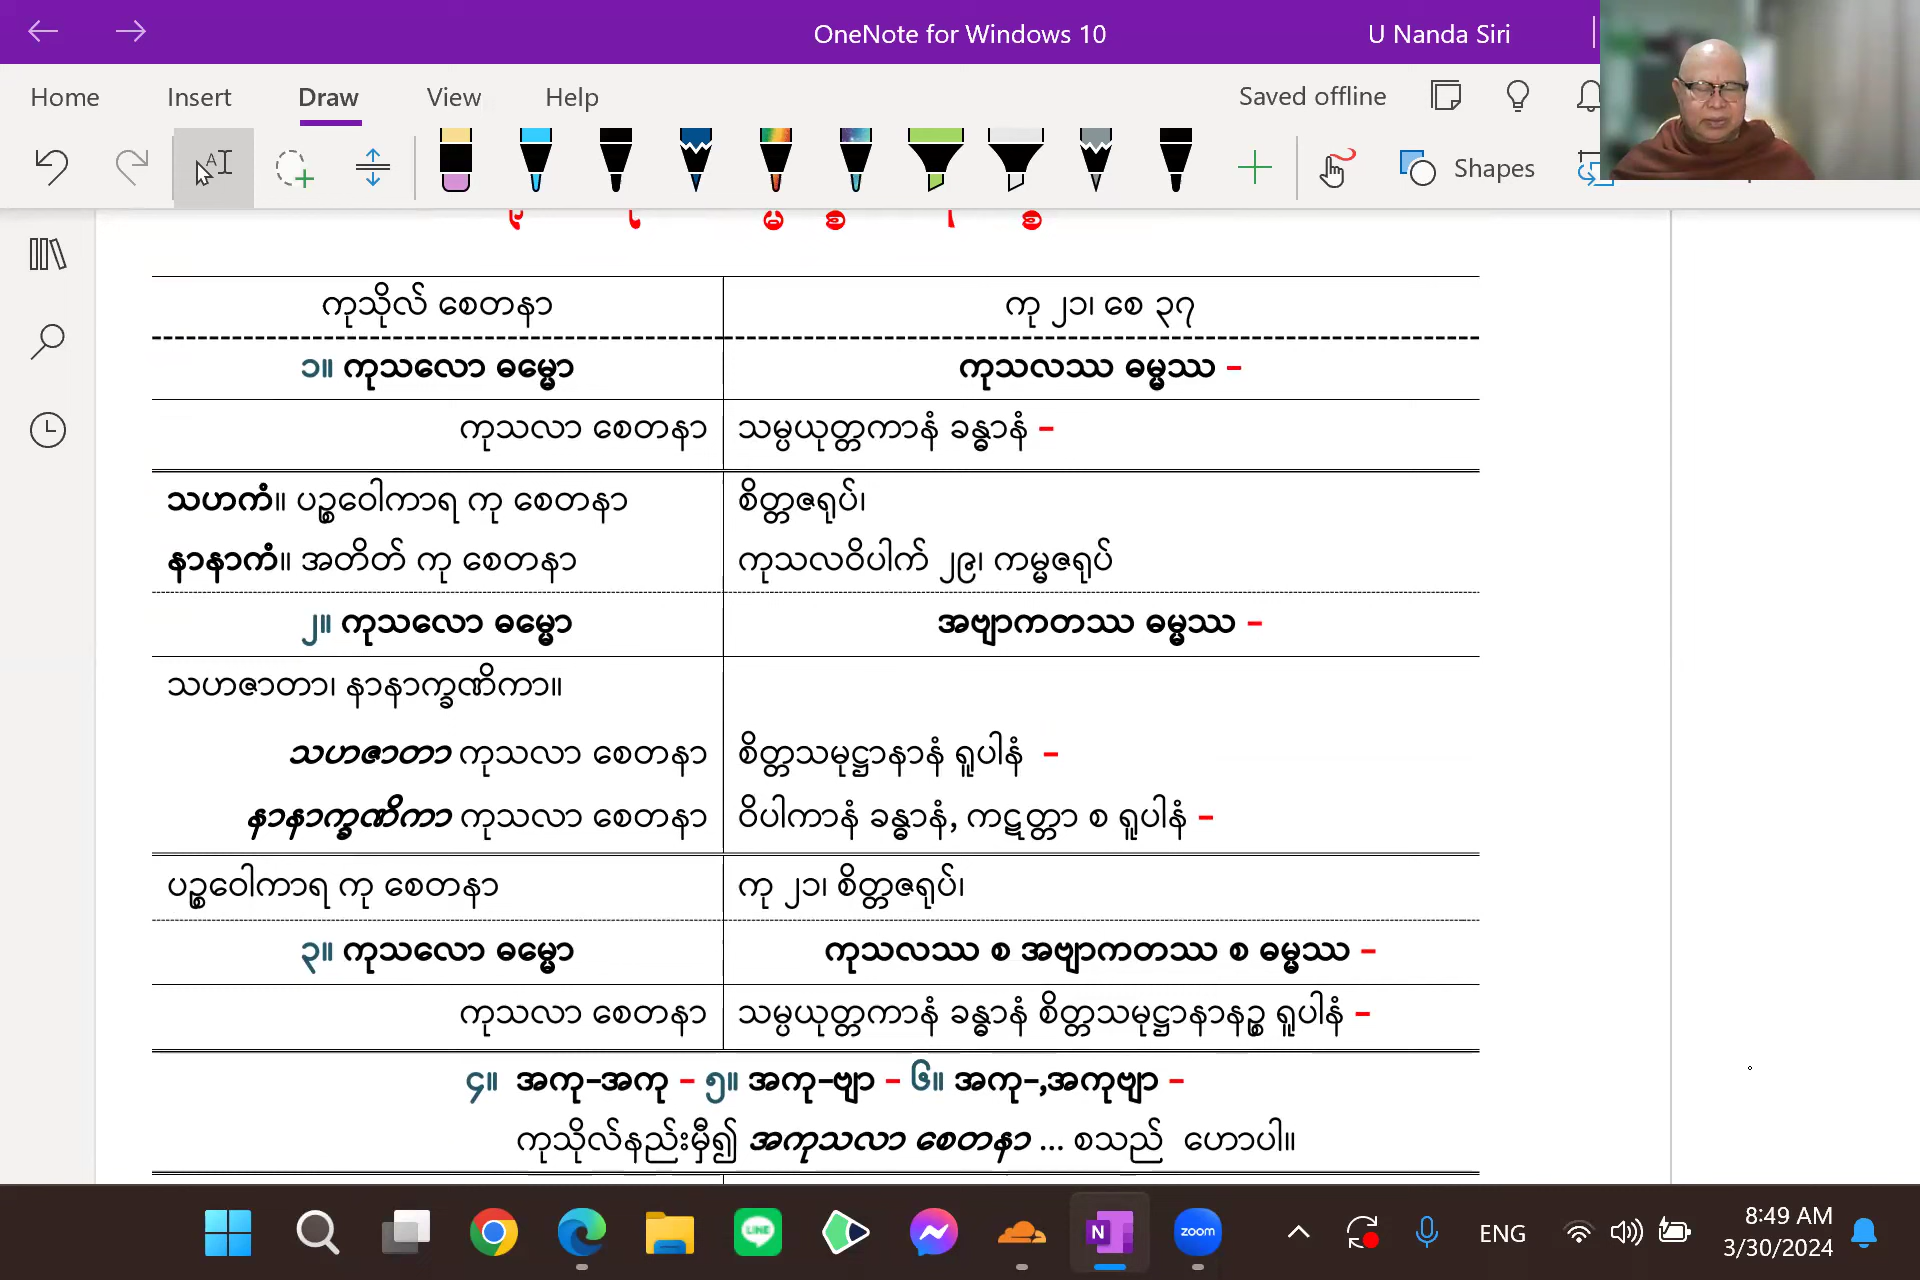 OneNote for Windows 10 U Nanda Siri
Home Insert Draw View Help Saved offline
Shapes
ကုသိုလ် စေတနာ ကု ၂၁၊ စေ ၃၇
၁။ ကုသလော ဓမ္မော ကုသလဿ ဓမ္မဿ –
ကုသလာ စေတနာ သမ္ပယုတ္တကာနံ ခန္ဓာနံ –
သဟကံ။ ပဉ္စဝေါကာရ ကု စေတနာ စိတ္တဇရုပ်၊
နာနာကံ။ အတိတ် ကု စေတနာ ကုသလဝိပါက် ၂၉၊ ကမ္မဇရုပ်
၂။ ကုသလော ဓမ္မော အဗျာကတဿ ဓမ္မဿ –
သဟဇာတာ၊ နာနာက္ခဏိကာ။
သဟဇာတာ ကုသလာ စေတနာ စိတ္တသမုဋ္ဌာနာနံ ရူပါနံ –
နာနာက္ခဏိကာ ကုသလာ စေတနာ ဝိပါကာနံ ခန္ဓာနံ, ကဋတ္တာ စ ရူပါနံ –
ပဉ္စဝေါကာရ ကု စေတနာ ကု ၂၁၊ စိတ္တဇရုပ်၊
၃။ ကုသလော ဓမ္မော ကုသလဿ စ အဗျာကတဿ စ ဓမ္မဿ –
ကုသလာ စေတနာ သမ္ပယုတ္တကာနံ ခန္ဓာနံ စိတ္တသမုဋ္ဌာနာနဉ္စ ရူပါနံ –
၄။ အကု–အကု – ၅။ အကု–ဗျာ – ၆။ အကု–,အကုဗျာ –
ကုသိုလ်နည်းမှီ၍ အကုသလာ စေတနာ ... စသည် ဟောပါ။
LINE N zoom ENG 8:49 AM
3/30/2024